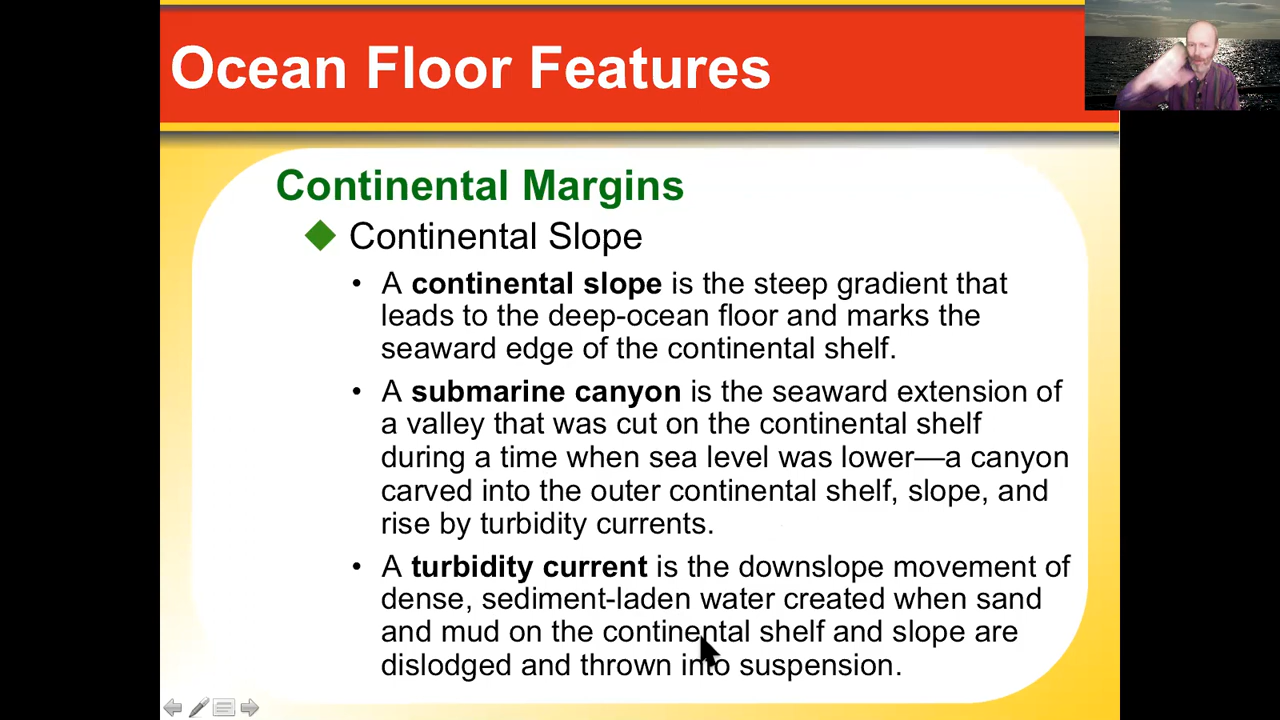 Ocean Floor Features
Continental Margins
Continental Slope
• A continental slope is the steep gradient that
leads to the deep-ocean floor and marks the
seaward edge of the continental shelf.
• A submarine canyon is the seaward extension of
a valley that was cut on the continental shelf
during a time when sea level was lower—a canyon
carved into the outer continental shelf, slope, and
rise by turbidity currents.
• A turbidity current is the downslope movement of
dense, sediment-laden water created when sand
and mud on the continental shelf and slope are
dislodged and thrown into suspension.